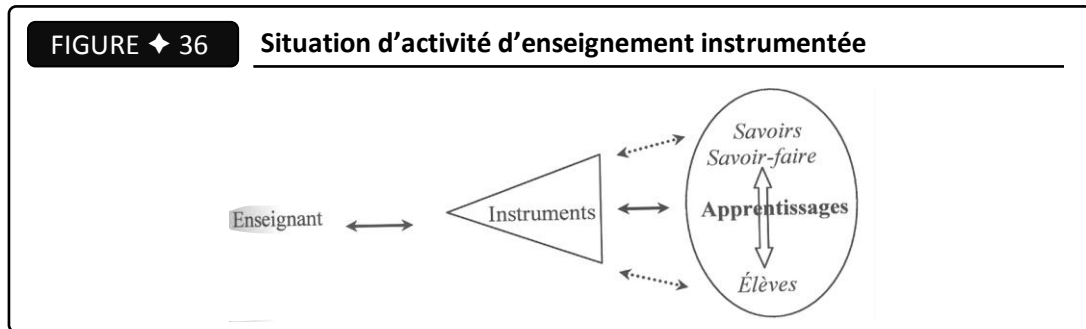 FIGURE ✦ 36
Situation d’activité d’enseignement instrumentée
Savoirs
Savoir-faire
Enseignant
Instruments
Apprentissages
Élèves